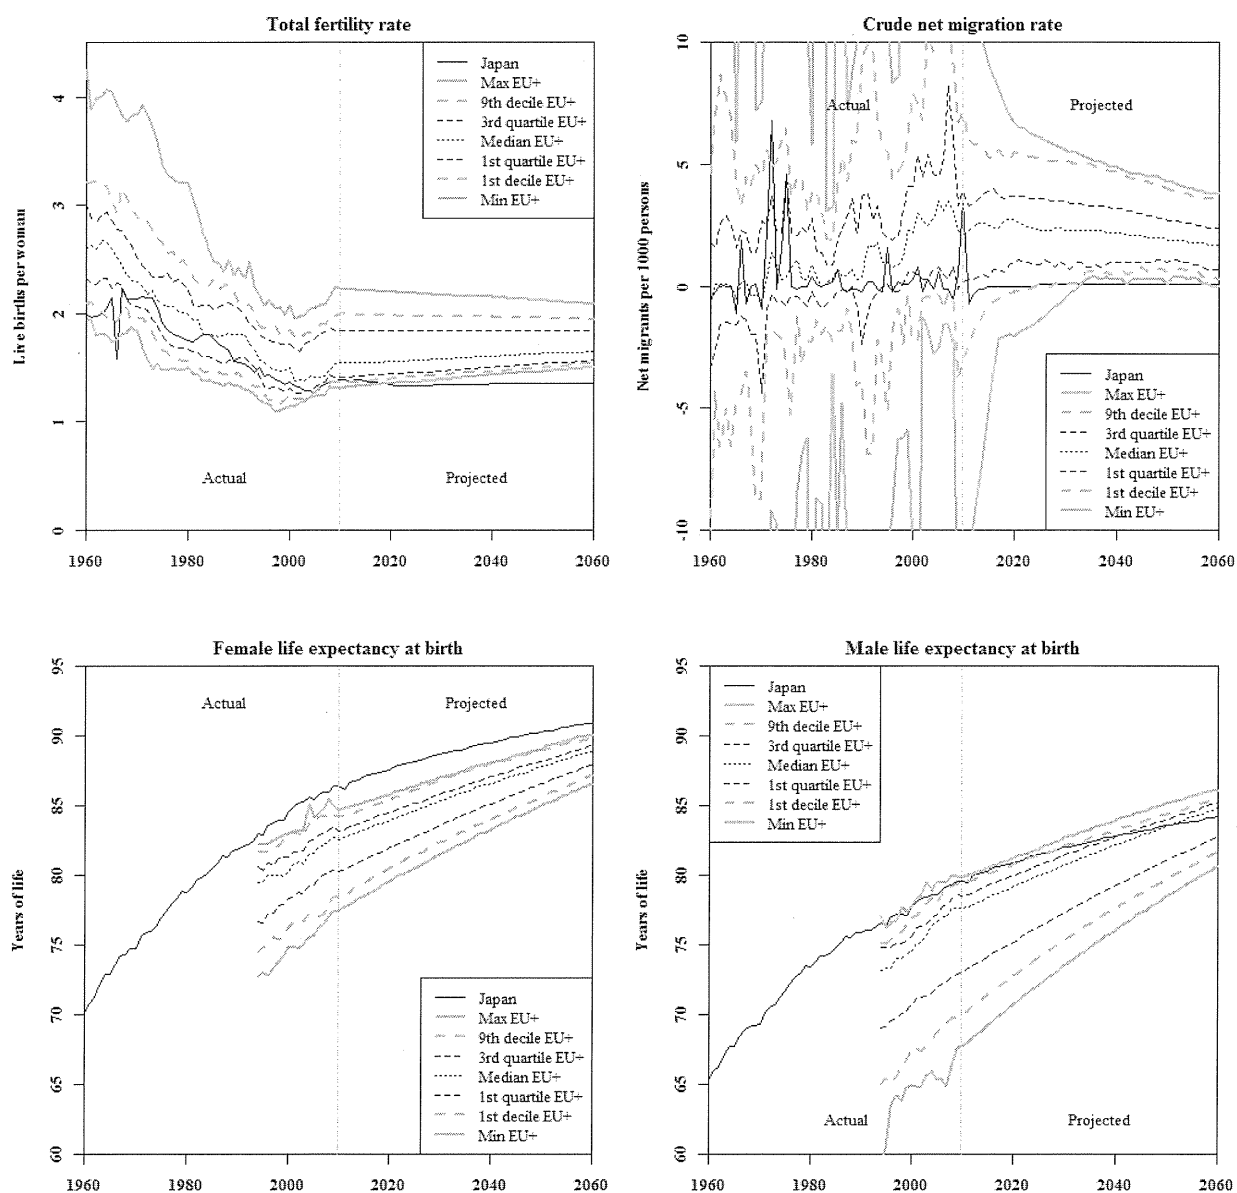 Total fertility rate
Live births per woman
4
3
2
1
0
Japan
Max EU+
9th decile EU+
3rd quartile EU+
Median EU+
1st quartile EU+
1st decile EU+
Min EU+
Actual
Projected
1960
1980
2000
2020
2040
2060
Crude net migration rate
Net migrants per 1000 persons
10
5
0
-5
-10
Actual
Projected
Japan
Max EU+
9th decile EU+
3rd quartile EU+
Median EU+
1st quartile EU+
1st decile EU+
Min EU+
1960
1980
2000
2020
2040
2060
Female life expectancy at birth
Years of life
95
90
85
80
75
70
65
60
Actual
Projected
Japan
Max EU+
9th decile EU+
3rd quartile EU+
Median EU+
1st quartile EU+
1st decile EU+
Min EU+
1960
1980
2000
2020
2040
2060
Male life expectancy at birth
Years of life
95
90
85
80
75
70
65
60
Japan
Max EU+
9th decile EU+
3rd quartile EU+
Median EU+
1st quartile EU+
1st decile EU+
Min EU+
Actual
Projected
1960
1980
2000
2020
2040
2060